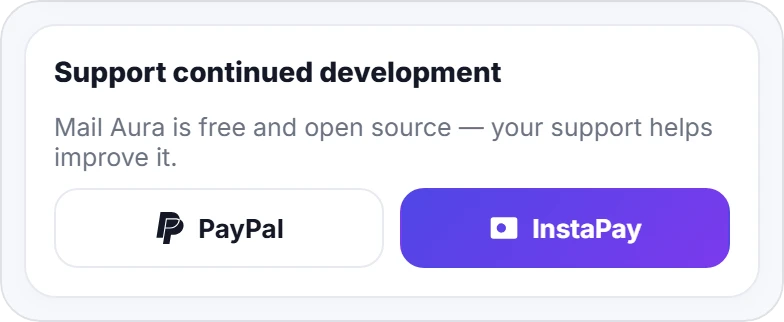 Support continued development
Mail Aura is free and open source — your support helps
improve it.
PayPal
InstaPay